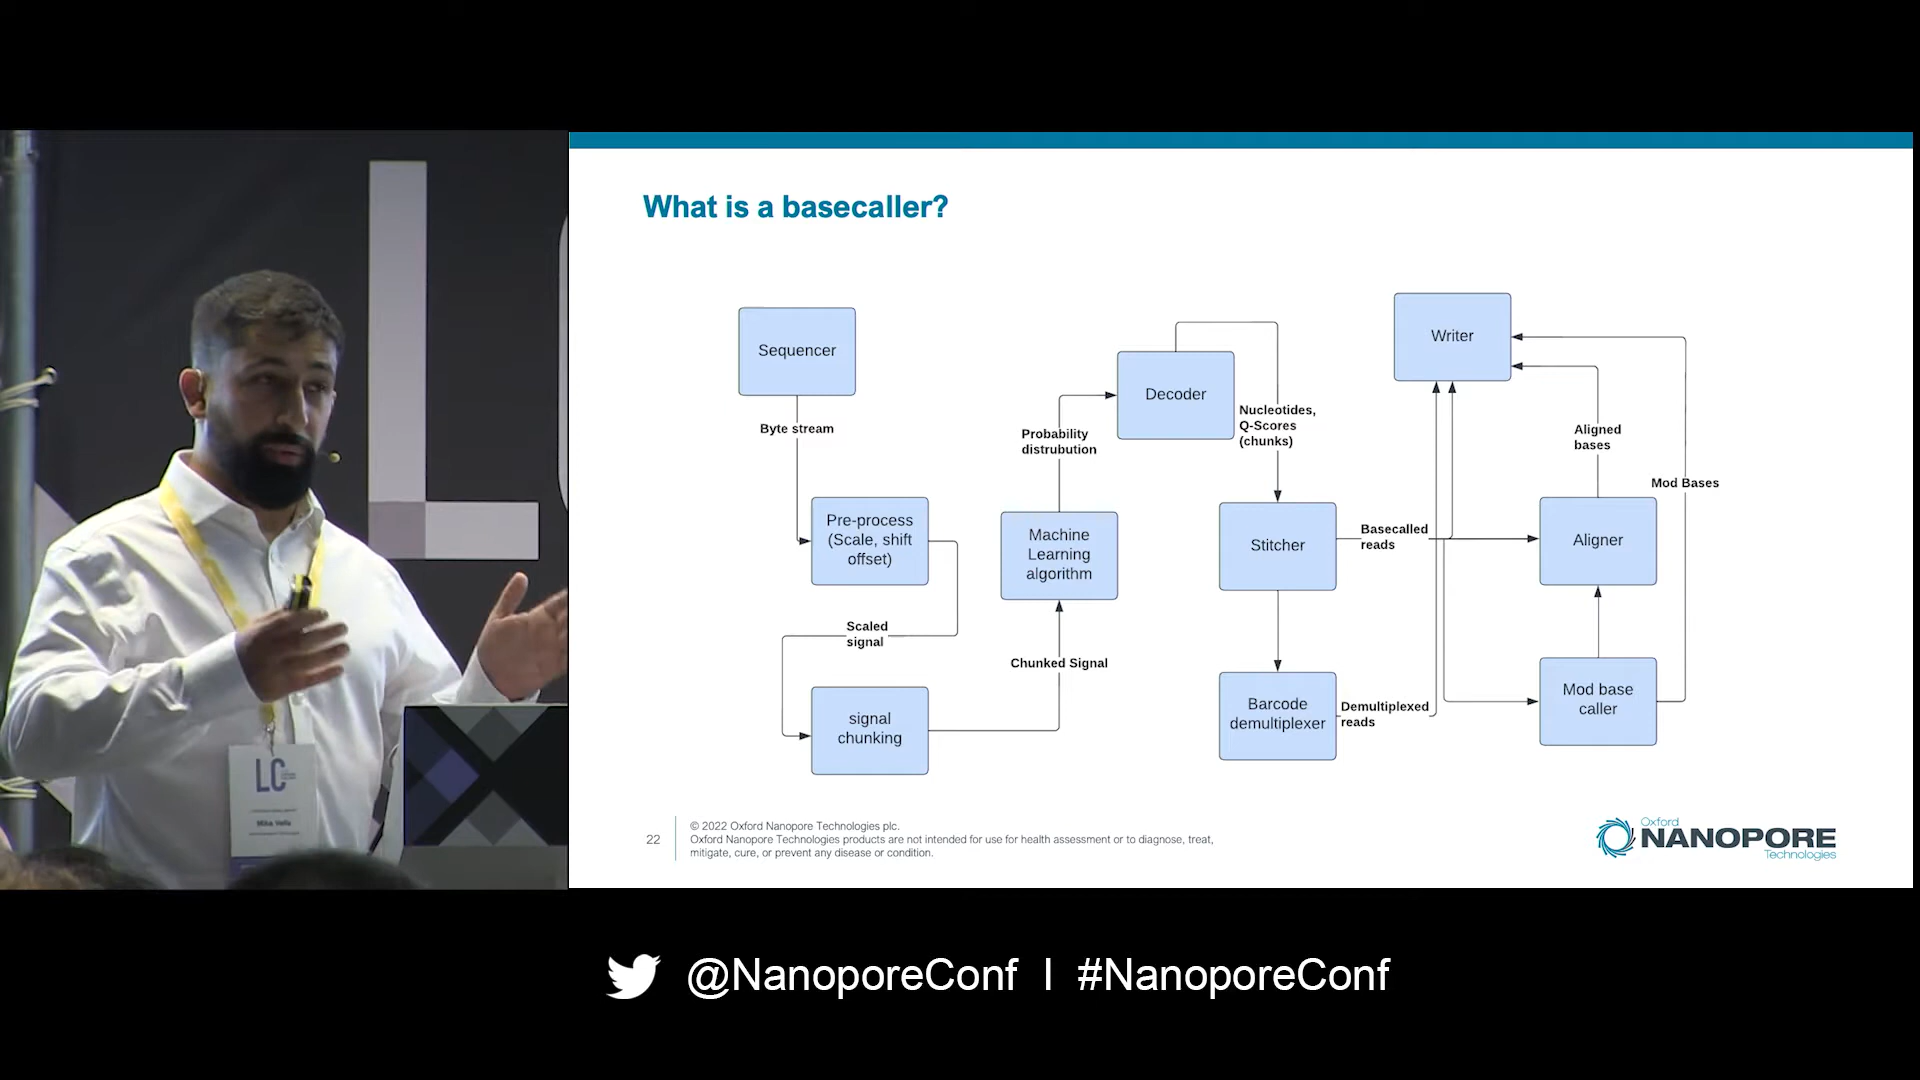 What is a basecaller?
Sequencer
Byte stream
Pre-process
(Scale, shift
offset)
Scaled
signal
signal
chunking
Chunked Signal
Machine
Learning
algorithm
Probability
distrubution
Decoder
Nucleotides,
Q-Scores
(chunks)
Stitcher
Basecalled
reads
Barcode
demultiplexer
Demultiplexed
reads
Writer
Aligned
bases
Mod Bases
Aligner
Mod base
caller
22
© 2022 Oxford Nanopore Technologies plc.
Oxford Nanopore Technologies products are not intended for use for health assessment or to diagnose, treat,
mitigate, cure, or prevent any disease or condition.
Oxford
NANOPORE
Technologies
LC
Mika Vella
L
@NanoporeConf I #NanoporeConf